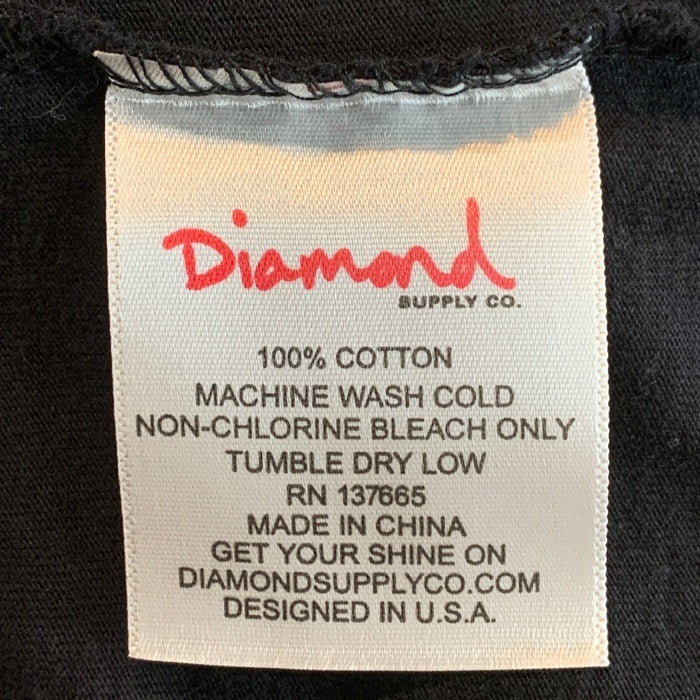 Diamond
SUPPLY CO.
100% COTTON
MACHINE WASH COLD
NON-CHLORINE BLEACH ONLY
TUMBLE DRY LOW
RN 137665
MADE IN CHINA
GET YOUR SHINE ON
DIAMONDSUPPLYCO.COM
DESIGNED IN U.S.A.